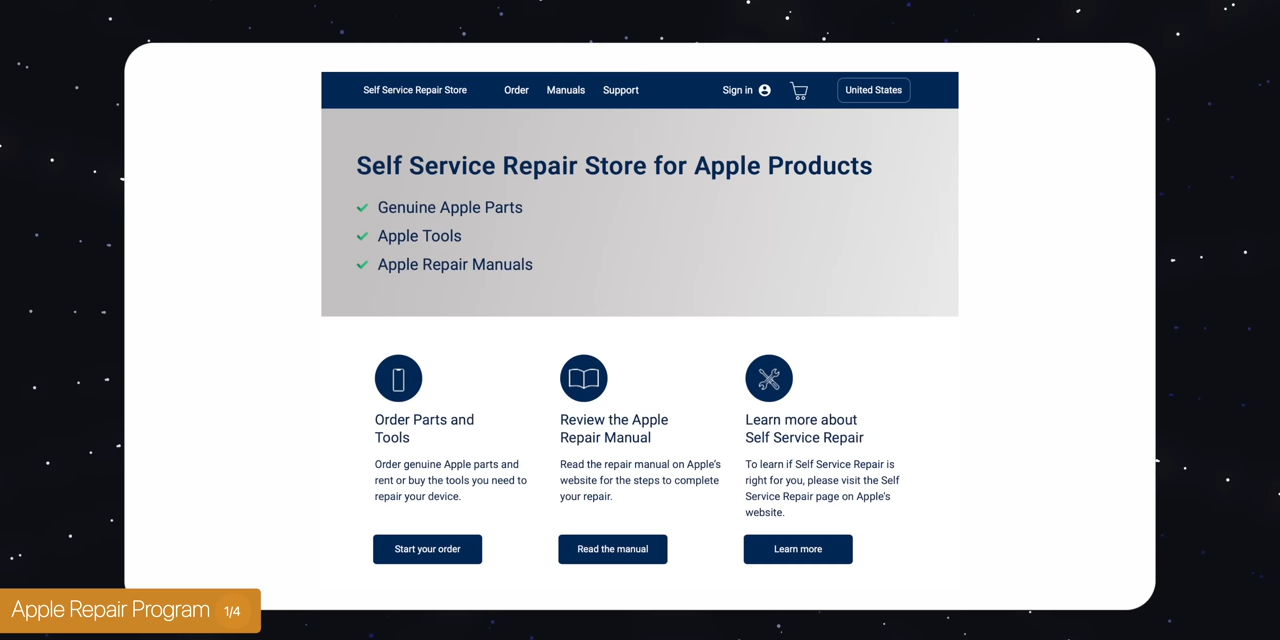 Self Service Repair Store Order Manuals Support Sign in United States
Self Service Repair Store for Apple Products
Genuine Apple Parts
Apple Tools
Apple Repair Manuals
Order Parts and
Tools
Order genuine Apple parts and
rent or buy the tools you need to
repair your device.
Start your order
Review the Apple
Repair Manual
Read the repair manual on Apple's
website for the steps to complete
your repair.
Read the manual
Learn more about
Self Service Repair
To learn if Self Service Repair is
right for you, please visit the Self
Service Repair page on Apple's
website.
Learn more
Apple Repair Program 1/4